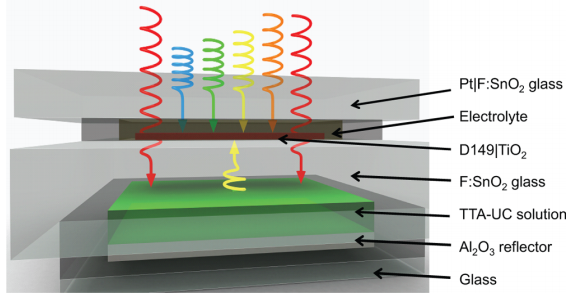 Pt|F:SnO₂ glass
Electrolyte
D149|TiO₂
F:SnO₂ glass
TTA-UC solution
Al₂O₃ reflector
Glass